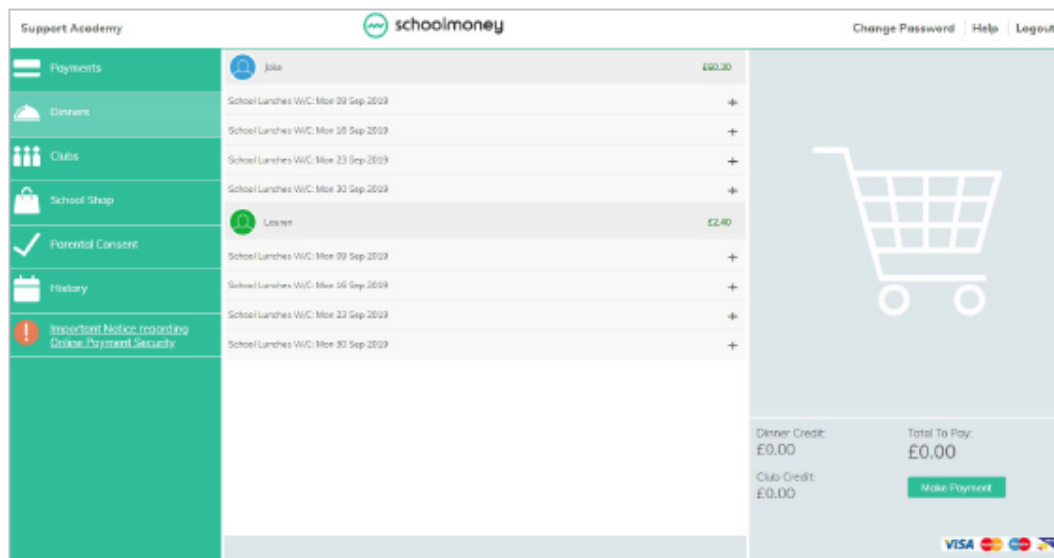 Support Academy
schoolmoney
Change Password
Help
Logout
Payments
Dinners
Clubs
School Shop
Parental Consent
History
Important Notice regarding
Online Payment Security
Jake
£60.30
School Lunches W/C: Mon 09 Sep 2019
+
School Lunches W/C: Mon 16 Sep 2019
+
School Lunches W/C: Mon 23 Sep 2019
+
School Lunches W/C: Mon 30 Sep 2019
+
Lauren
£2.40
School Lunches W/C: Mon 09 Sep 2019
+
School Lunches W/C: Mon 16 Sep 2019
+
School Lunches W/C: Mon 23 Sep 2019
+
School Lunches W/C: Mon 30 Sep 2019
+
Dinner Credit:
£0.00
Total To Pay:
£0.00
Club Credit:
£0.00
Make Payment
VISA